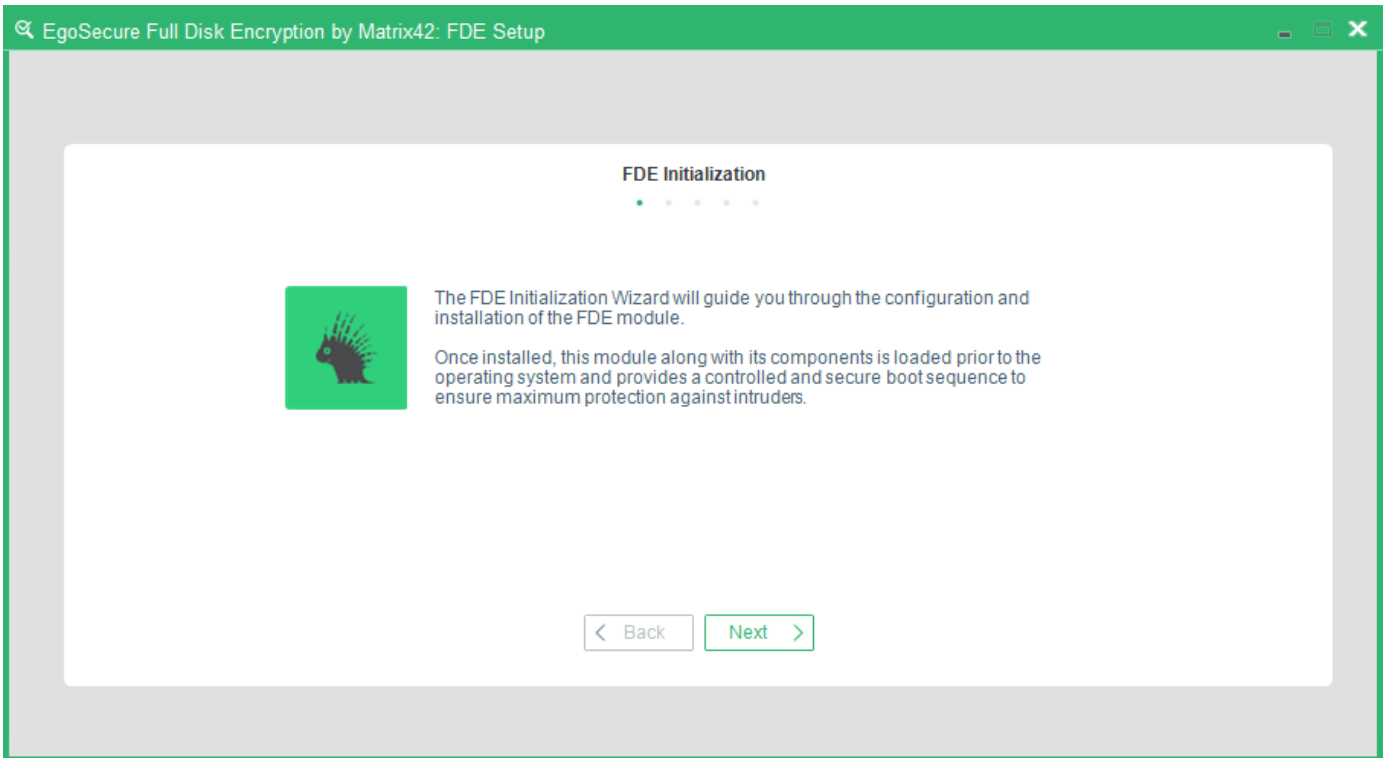 EgoSecure Full Disk Encryption by Matrix42: FDE Setup
FDE Initialization
The FDE Initialization Wizard will guide you through the configuration and
installation of the FDE module.
Once installed, this module along with its components is loaded prior to the
operating system and provides a controlled and secure boot sequence to
ensure maximum protection against intruders.
Back
Next